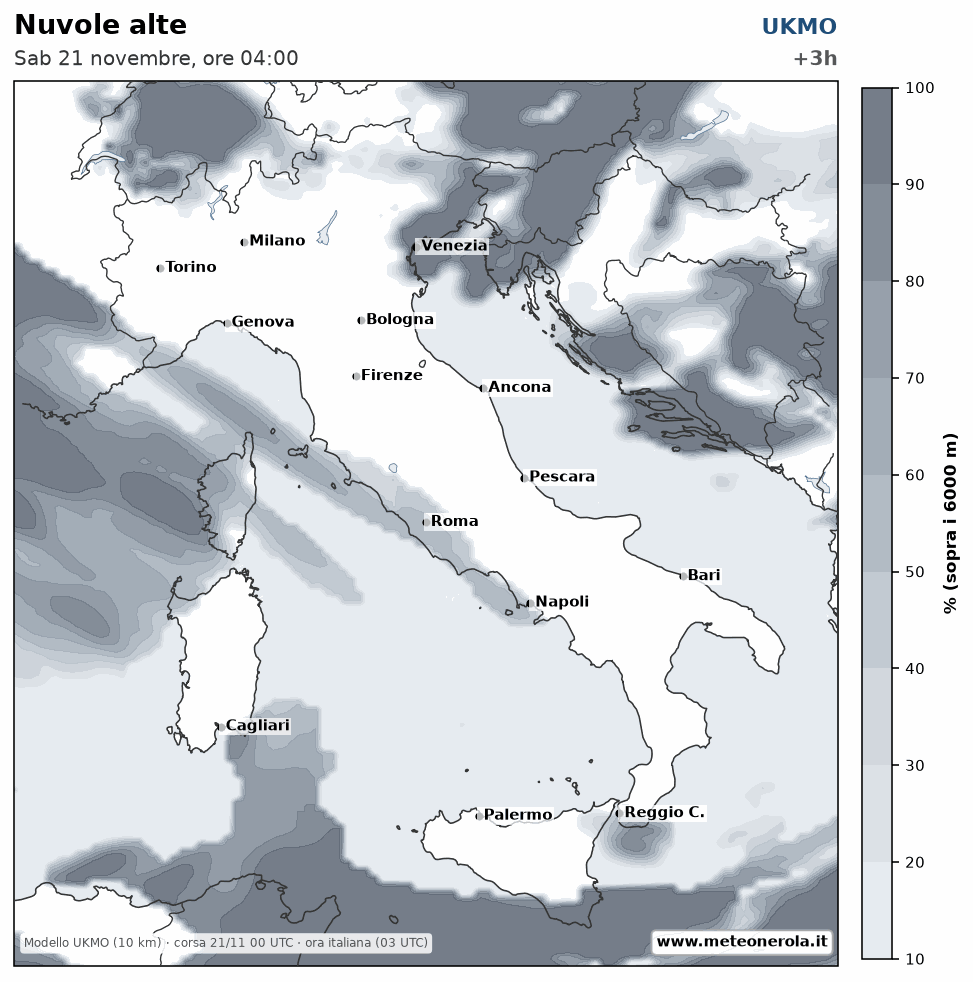 Nuvole alte
UKMO
Sab 21 novembre, ore 04:00
+3h
Milano
Venezia
Torino
Genova
Bologna
Firenze
Ancona
Pescara
Roma
Bari
Napoli
Cagliari
Palermo
Reggio C.
Modello UKMO (10 km) · corsa 21/11 00 UTC · ora italiana (03 UTC)
www.meteonerola.it
100
90
80
70
60
50
40
30
20
10
% (sopra i 6000 m)